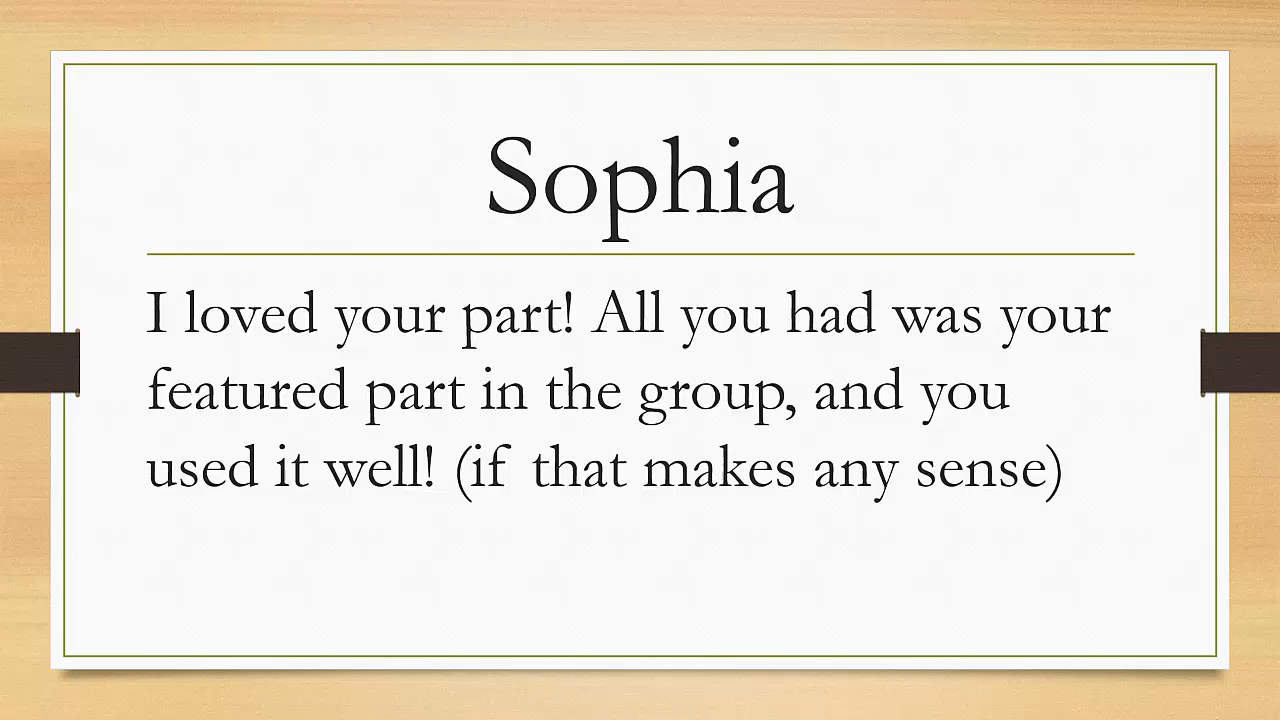 Sophia
I loved your part! All you had was your
featured part in the group, and you
used it well! (if that makes any sense)